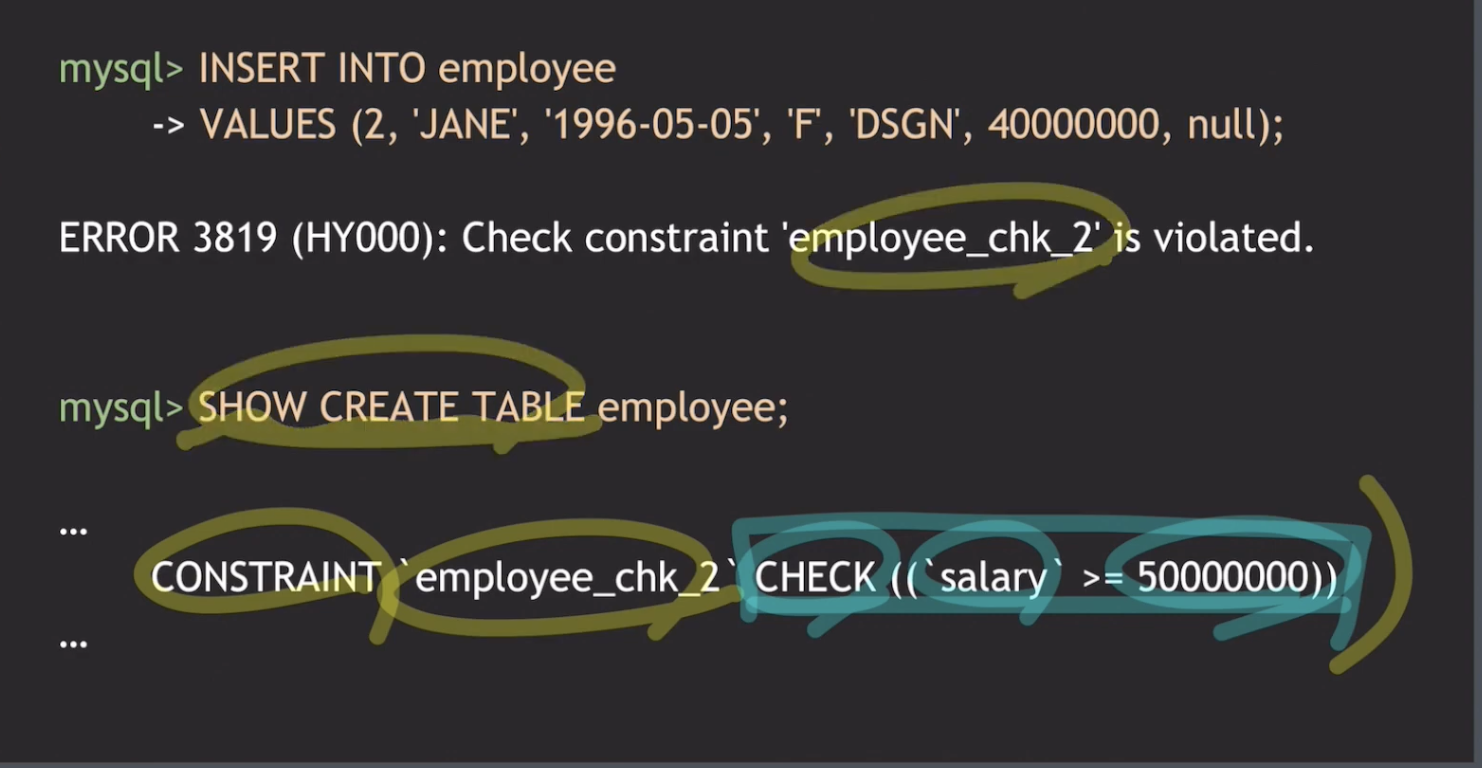 mysql> INSERT INTO employee
-> VALUES (2, 'JANE', '1996-05-05', 'F', 'DSGN', 40000000, null);
ERROR 3819 (HY000): Check constraint 'employee_chk_2' is violated.
mysql> SHOW CREATE TABLE employee;
...
CONSTRAINT `employee_chk_2` CHECK ((`salary` >= 50000000))
...